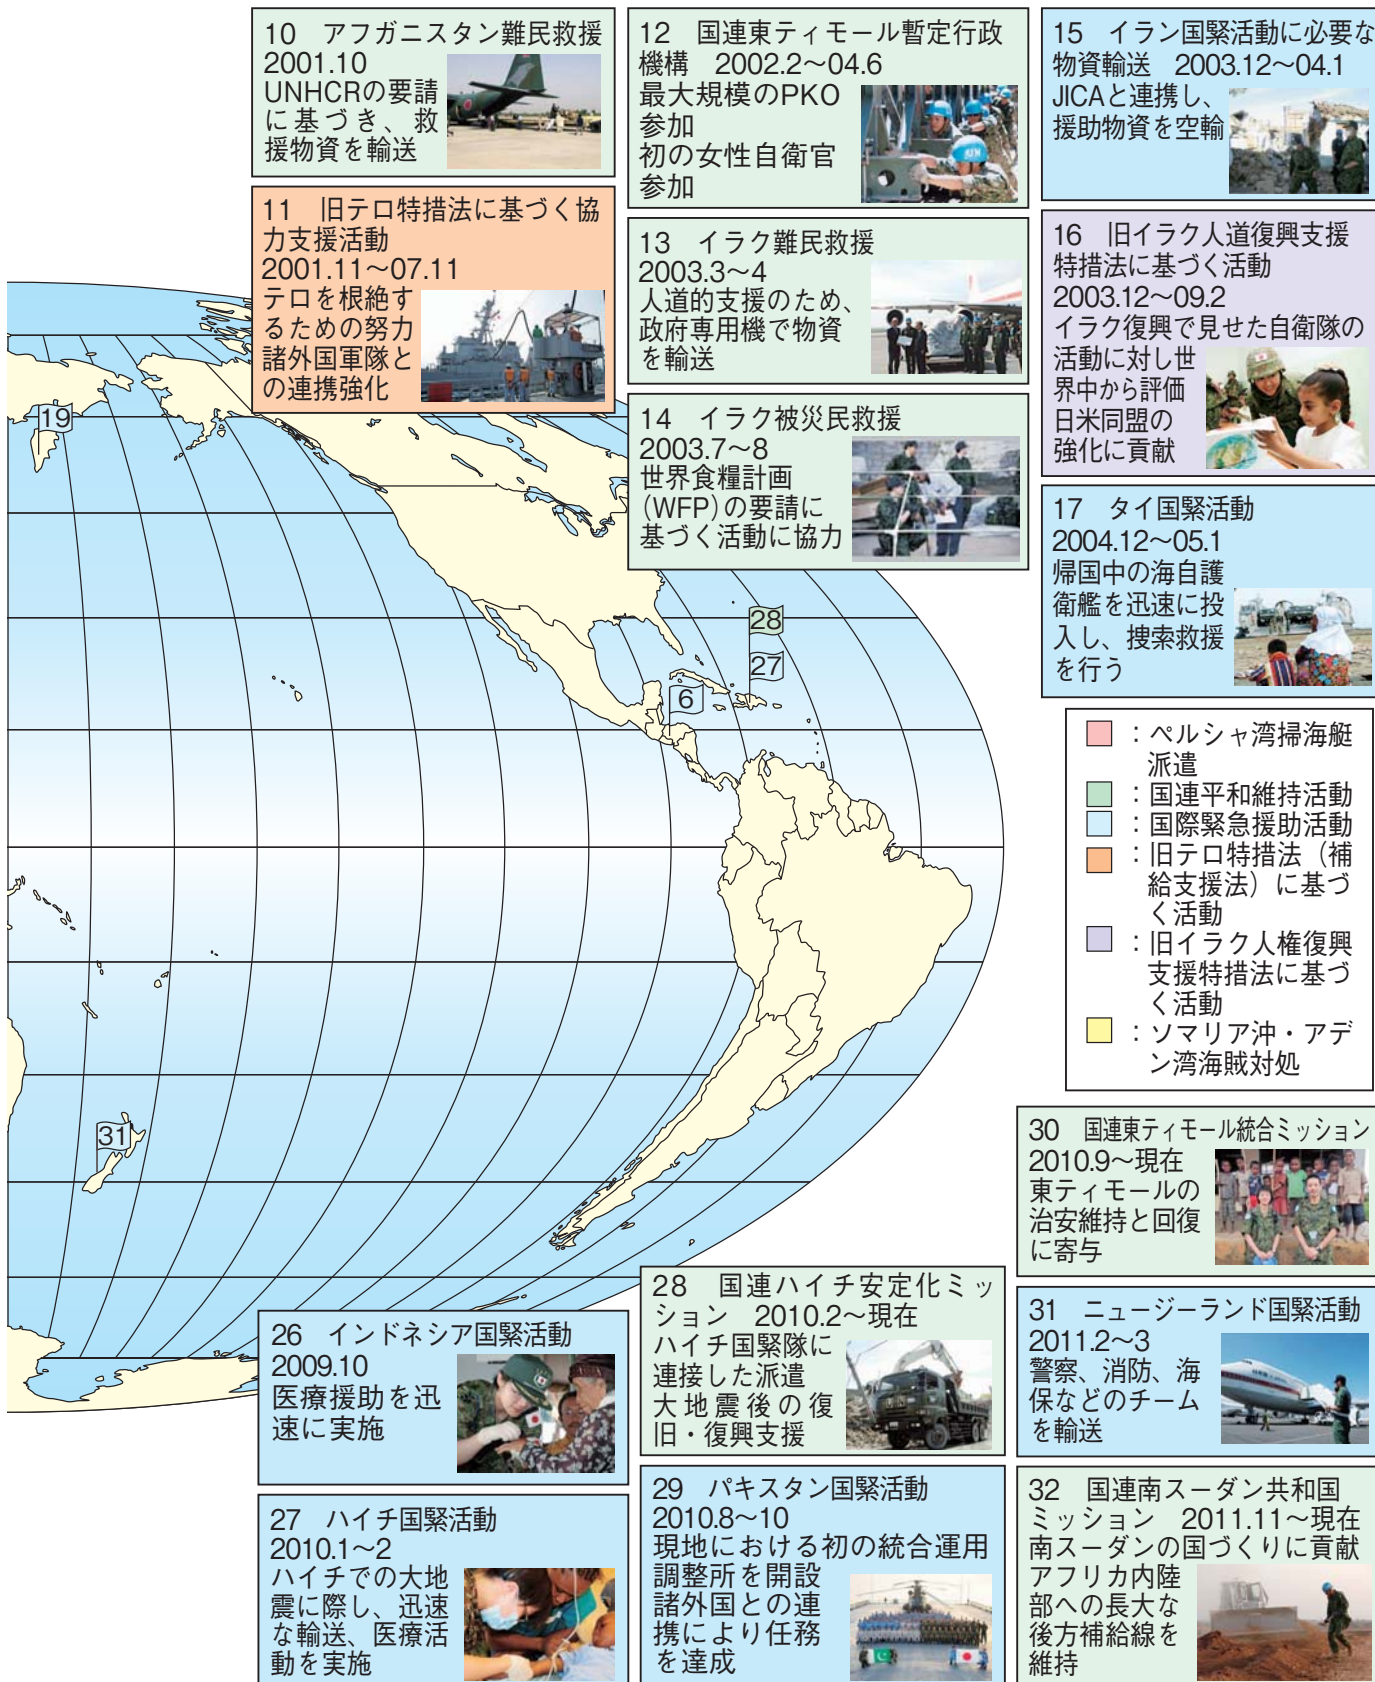 10 アフガニスタン難民救援
2001.10
UNHCRの要請
に基づき、救
援物資を輸送
11 旧テロ特措法に基づく協
力支援活動
2001.11～07.11
テロを根絶す
るための努力
諸外国軍隊と
の連携強化
12 国連東ティモール暫定行政
機構 2002.2～04.6
最大規模のPKO
参加
初の女性自衛官
参加
13 イラク難民救援
2003.3～4
人道的支援のため、
政府専用機で物資
を輸送
14 イラク被災民救援
2003.7～8
世界食糧計画
(WFP)の要請に
基づく活動に協力
15 イラン国緊活動に必要な
物資輸送 2003.12～04.1
JICAと連携し、
援助物資を空輸
16 旧イラク人道復興支援
特措法に基づく活動
2003.12～09.2
イラク復興で見せた自衛隊の
活動に対し世
界中から評価
日米同盟の
強化に貢献
17 タイ国緊活動
2004.12～05.1
帰国中の海自護
衛艦を迅速に投
入し、捜索救援
を行う
19
28
27
6
31
：ペルシャ湾掃海艇
派遣
：国連平和維持活動
：国際緊急援助活動
：旧テロ特措法（補
給支援法）に基づ
く活動
：旧イラク人権復興
支援特措法に基づ
く活動
：ソマリア沖・アデ
ン湾海賊対処
26 インドネシア国緊活動
2009.10
医療援助を迅
速に実施
27 ハイチ国緊活動
2010.1～2
ハイチでの大地
震に際し、迅速
な輸送、医療活
動を実施
28 国連ハイチ安定化ミッ
ション 2010.2～現在
ハイチ国緊隊に
連接した派遣
大地震後の復
旧・復興支援
29 パキスタン国緊活動
2010.8～10
現地における初の統合運用
調整所を開設
諸外国との連
携により任務
を達成
30 国連東ティモール統合ミッション
2010.9～現在
東ティモールの
治安維持と回復
に寄与
31 ニュージーランド国緊活動
2011.2～3
警察、消防、海
保などのチーム
を輸送
32 国連南スーダン共和国
ミッション 2011.11～現在
南スーダンの国づくりに貢献
アフリカ内陸
部への長大な
後方補給線を
維持